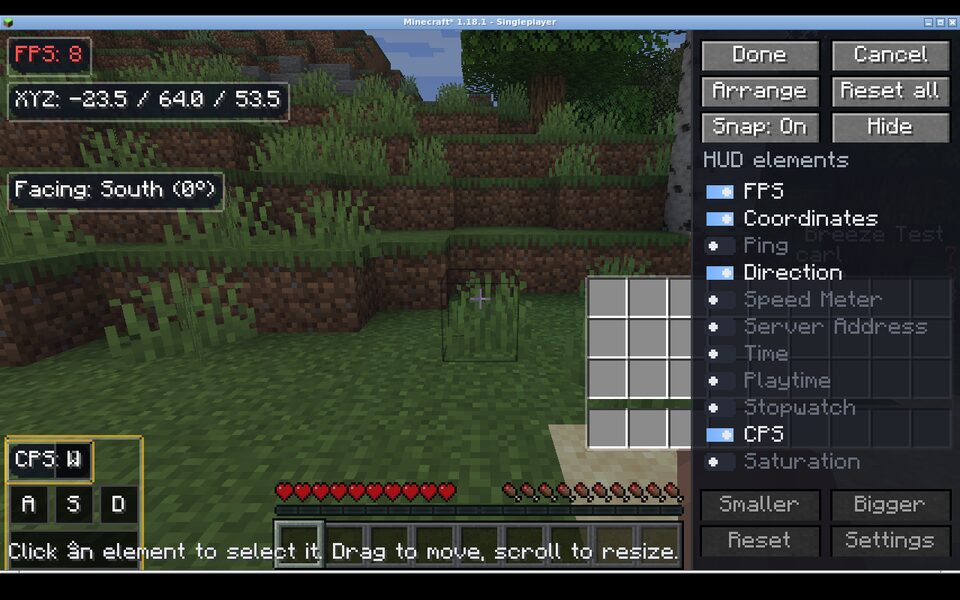 Minecraft* 1.18.1 - Singleplayer
FPS: 8
XYZ: -23.5 / 64.0 / 53.5
Facing: South (0°)
Done
Cancel
Arrange
Reset all
Snap: On
Hide
HUD elements
FPS
Coordinates
Ping
Breeze Test
carl
Direction
Speed Meter
Server Address
Time
Playtime
Stopwatch
CPS
Saturation
CPS W
A S D
Smaller
Bigger
Reset
Settings
Click an element to select it. Drag to move, scroll to resize.